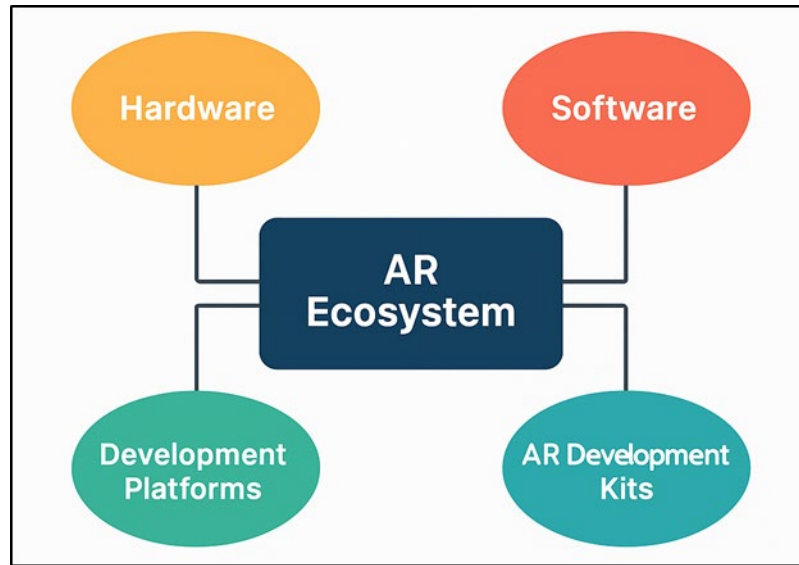 Hardware
Software
AR
Ecosystem
Development
Platforms
AR Development
Kits